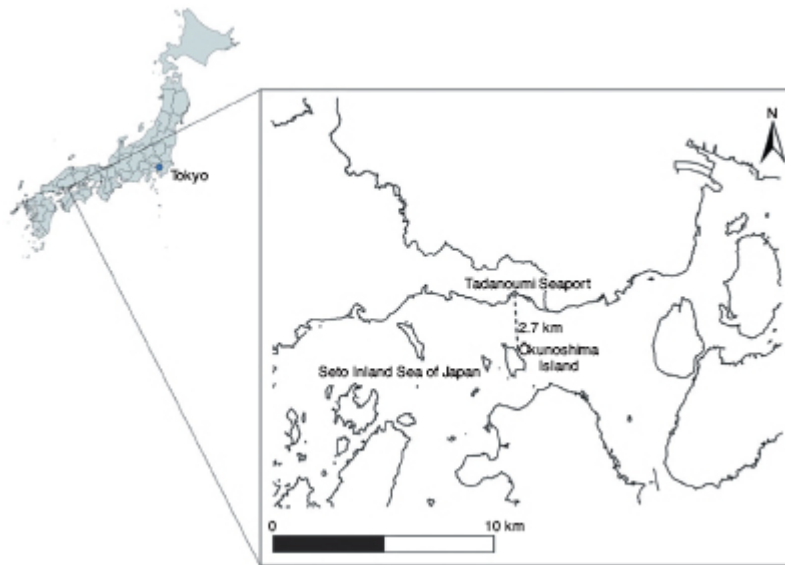 Tokyo
N
Tadanoumi Seaport
2.7 km
Okunoshima
Island
Seto Inland Sea of Japan
0
10 km